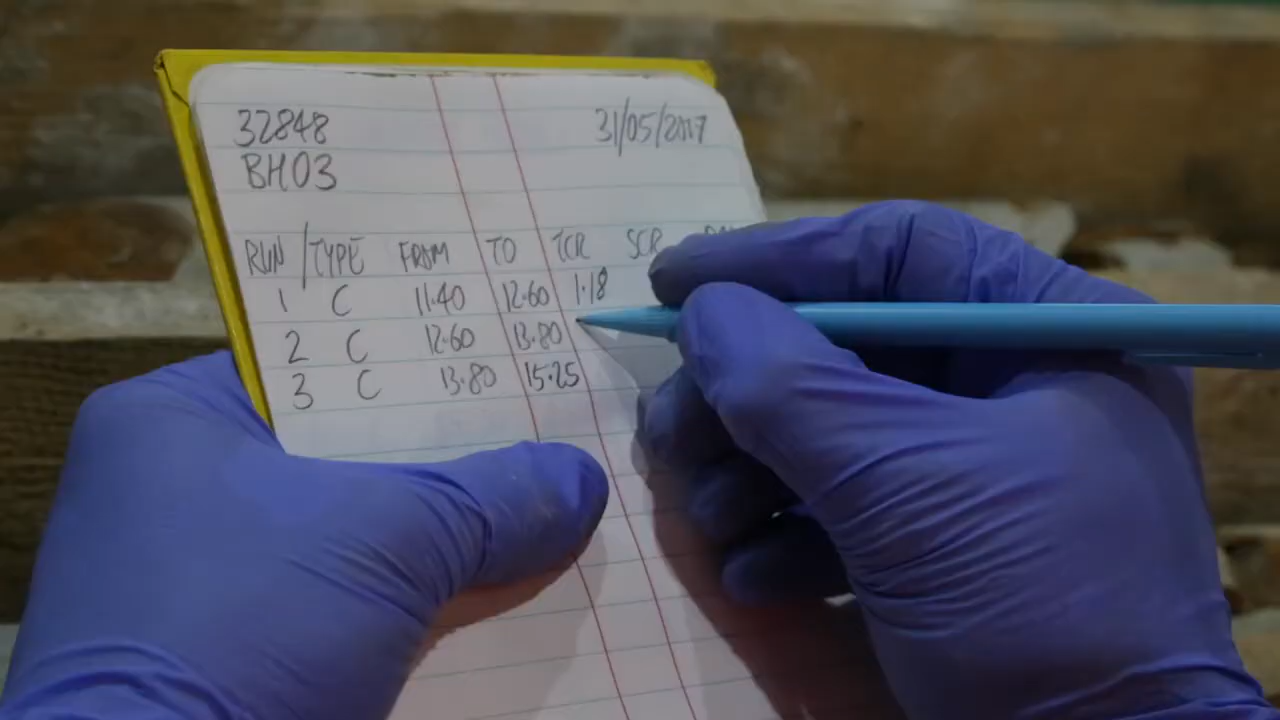 32848 31/05/2017
BH03
RUN /TYPE FROM TO TCR SCR
1 C 11.40 12.60 1.18
2 C 12.60 13.80
3 C 13.80 15.25